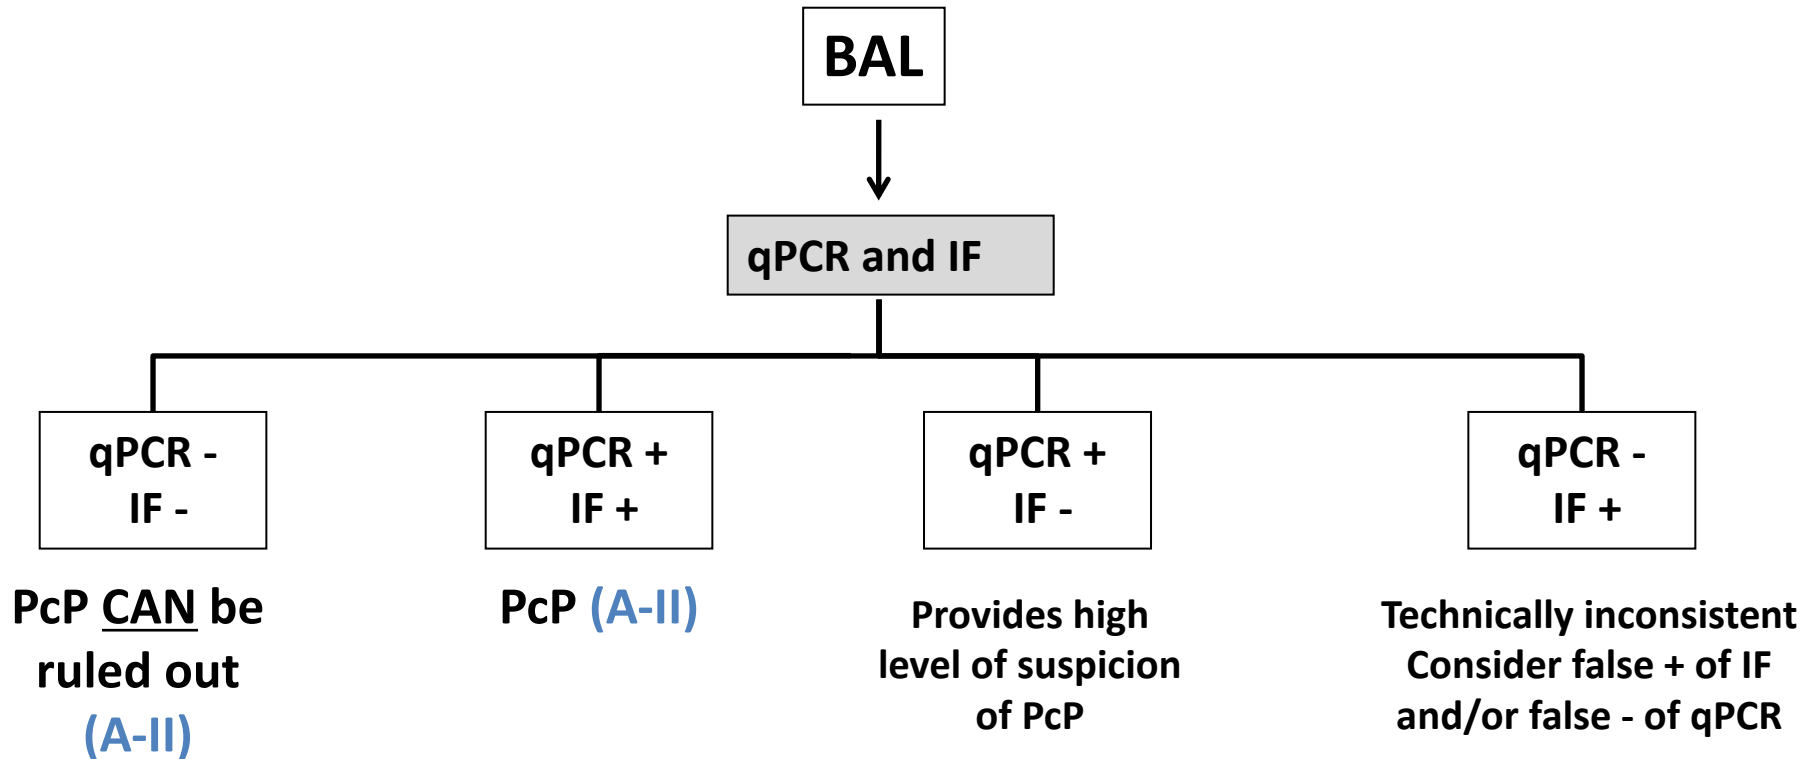 BAL
qPCR and IF
qPCR -
IF -
qPCR +
IF +
qPCR +
IF -
qPCR -
IF +
PcP CAN be
ruled out
(A-II)
PcP (A-II)
Provides high
level of suspicion
of PcP
Technically inconsistent
Consider false + of IF
and/or false - of qPCR